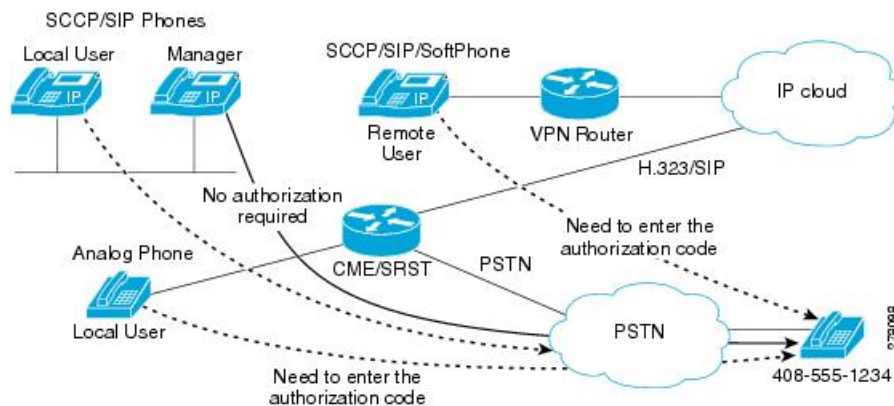 SCCP/SIP Phones
Local User
Manager
IP
IP
SCCP/SIP/SoftPhone
IP
Remote
User
VPN Router
IP cloud
H.323/SIP
No authorization
required
Need to enter the
authorization code
Analog Phone
CME/SRST
PSTN
Local User
PSTN
Need to enter the
authorization code
408-555-1234